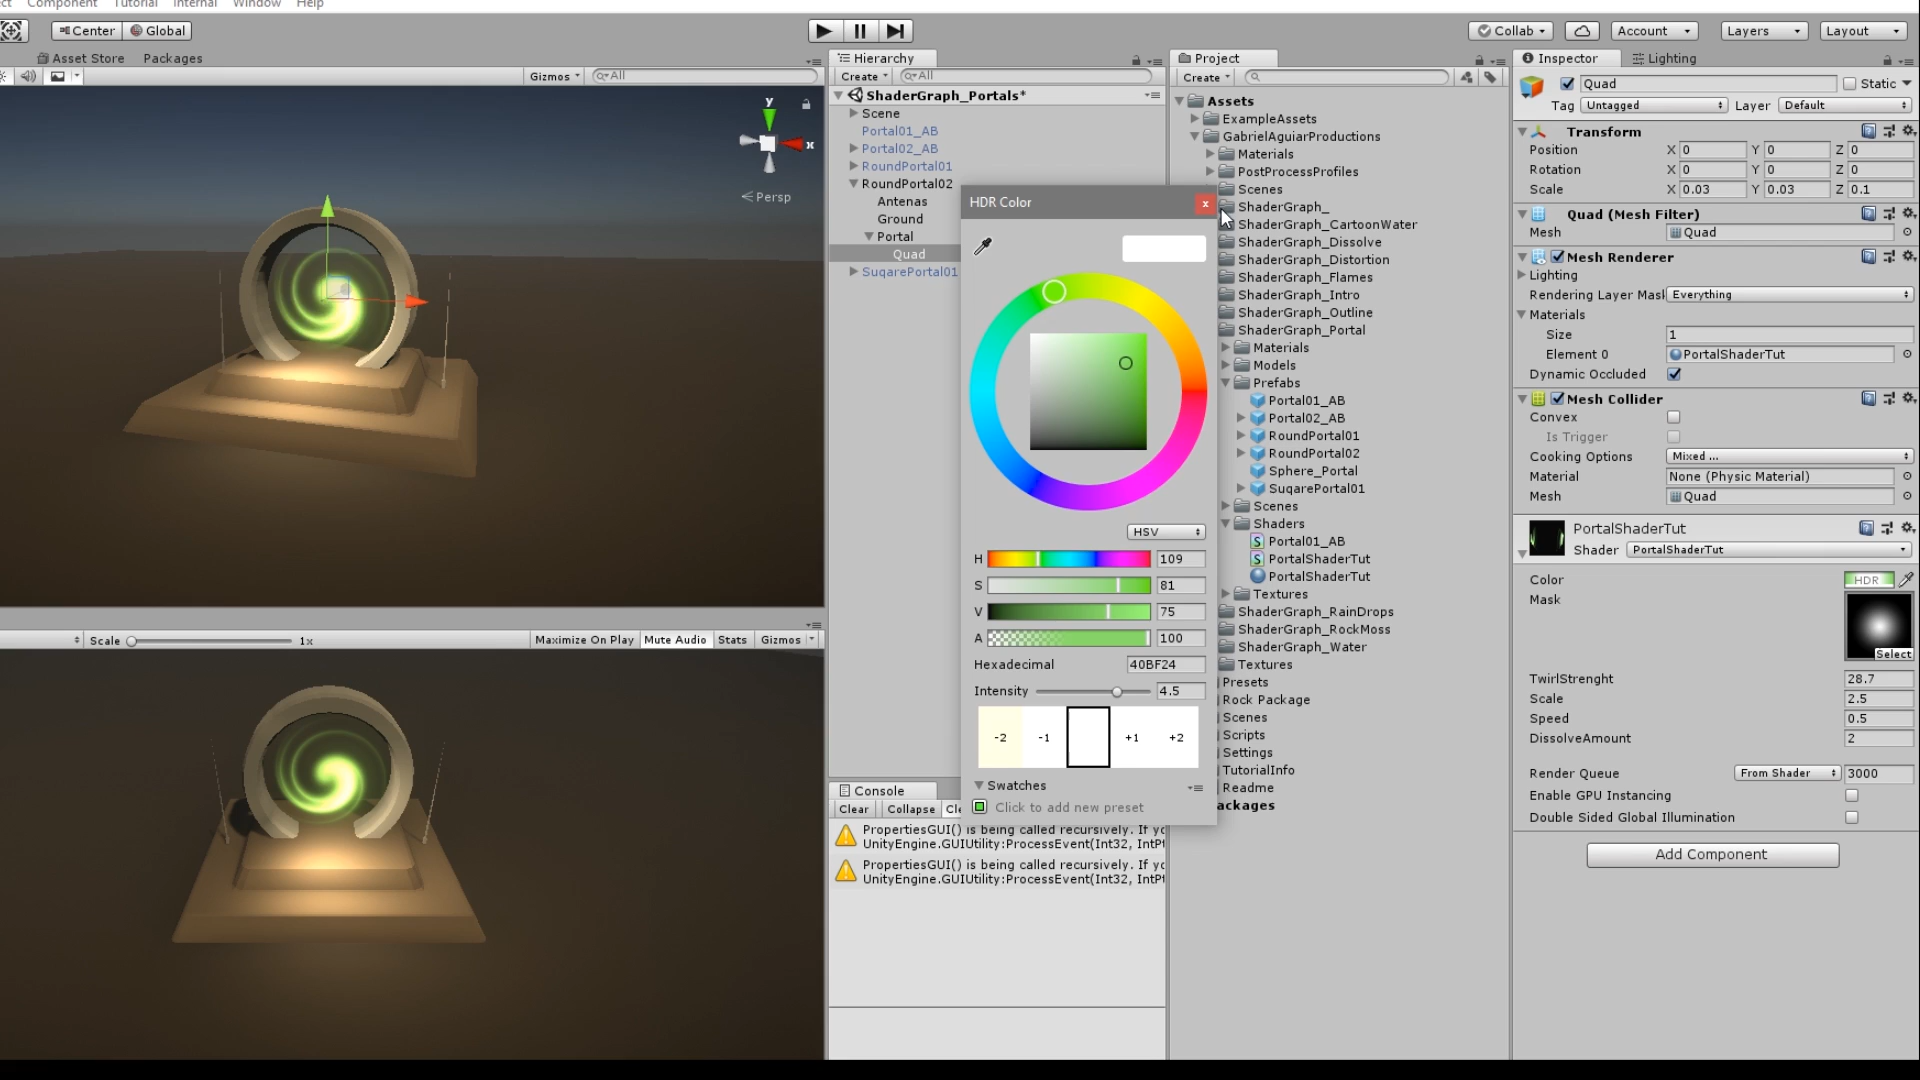 Component Tutorial Internal Window Help
Center Global
Collab Account Layers Layout
Asset Store Packages
Gizmos All
y
x
Persp
Scale 1x Maximize On Play Mute Audio Stats Gizmos
Hierarchy
Create All
ShaderGraph_Portals*
Scene
Portal01_AB
Portal02_AB
RoundPortal01
RoundPortal02
Antenas
Ground
Portal
Quad
SuqarePortal01
Console
Clear Collapse Cle
PropertiesGUI() is being called recursively. If yo
UnityEngine.GUIUtility:ProcessEvent(Int32, IntPt
PropertiesGUI() is being called recursively. If yo
UnityEngine.GUIUtility:ProcessEvent(Int32, IntPt
HDR Color
x
HSV
H 109
S 81
V 75
A 100
Hexadecimal 40BF24
Intensity 4.5
-2 -1 +1 +2
Swatches
Click to add new preset
Project
Create
Assets
ExampleAssets
GabrielAguiarProductions
Materials
PostProcessProfiles
Scenes
ShaderGraph_
ShaderGraph_CartoonWater
ShaderGraph_Dissolve
ShaderGraph_Distortion
ShaderGraph_Flames
ShaderGraph_Intro
ShaderGraph_Outline
ShaderGraph_Portal
Materials
Models
Prefabs
Portal01_AB
Portal02_AB
RoundPortal01
RoundPortal02
Sphere_Portal
SuqarePortal01
Scenes
Shaders
Portal01_AB
PortalShaderTut
PortalShaderTut
Textures
ShaderGraph_RainDrops
ShaderGraph_RockMoss
ShaderGraph_Water
Textures
Presets
Rock Package
Scenes
Scripts
Settings
TutorialInfo
Readme
ackages
Inspector Lighting
Quad Static
Tag Untagged Layer Default
Transform
Position X 0 Y 0 Z 0
Rotation X 0 Y 0 Z 0
Scale X 0.03 Y 0.03 Z 0.1
Quad (Mesh Filter)
Mesh Quad
Mesh Renderer
Lighting
Rendering Layer Mask Everything
Materials
Size 1
Element 0 PortalShaderTut
Dynamic Occluded
Mesh Collider
Convex
Is Trigger
Cooking Options Mixed ...
Material None (Physic Material)
Mesh Quad
PortalShaderTut
Shader PortalShaderTut
Color HDR
Mask
Select
TwirlStrenght 28.7
Scale 2.5
Speed 0.5
DissolveAmount 2
Render Queue From Shader 3000
Enable GPU Instancing
Double Sided Global Illumination
Add Component